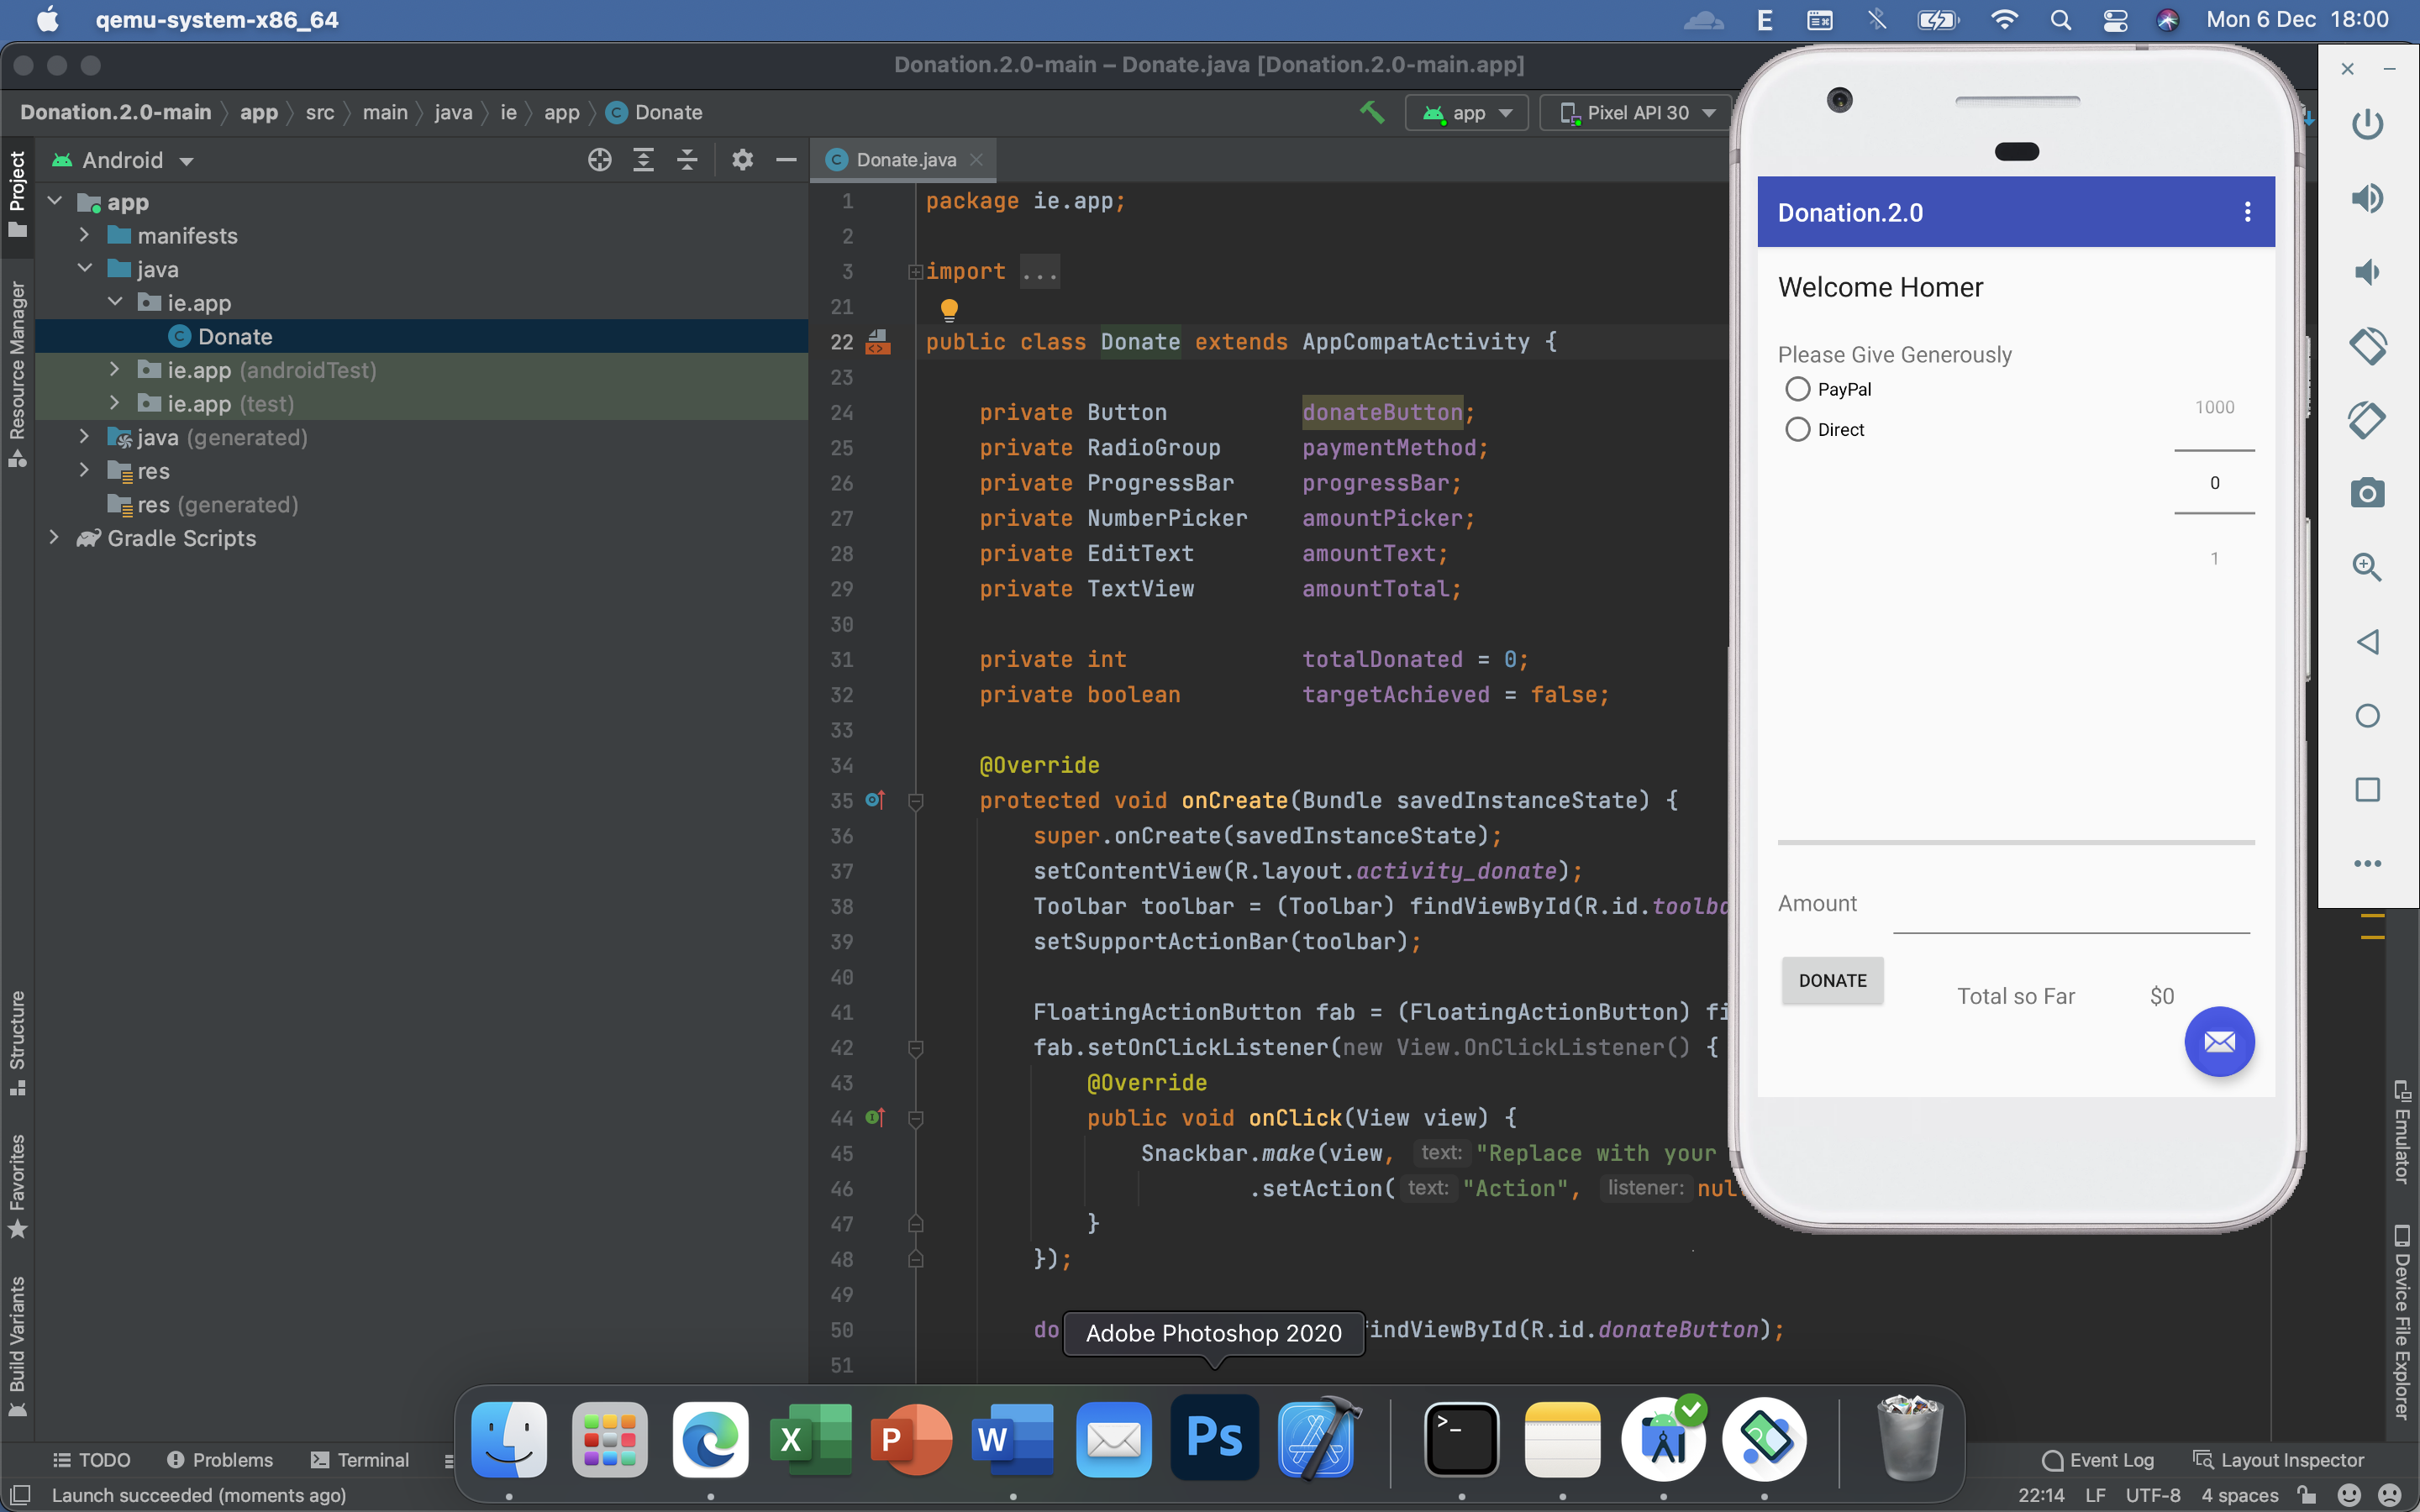 qemu-system-x86_64
E
Mon 6 Dec 18:00
Donation.2.0-main – Donate.java [Donation.2.0-main.app]
Donation.2.0-main
app
src
main
java
ie
app
Donate
app
Pixel API 30
Project
Resource Manager
Structure
Favorites
Build Variants
Android
app
manifests
java
ie.app
Donate
ie.app (androidTest)
ie.app (test)
java (generated)
res
res (generated)
Gradle Scripts
Donate.java
1 package ie.app;
2
3 import ...
21
22 public class Donate extends AppCompatActivity {
23
24 private Button donateButton;
25 private RadioGroup paymentMethod;
26 private ProgressBar progressBar;
27 private NumberPicker amountPicker;
28 private EditText amountText;
29 private TextView amountTotal;
30
31 private int totalDonated = 0;
32 private boolean targetAchieved = false;
33
34 @Override
35 protected void onCreate(Bundle savedInstanceState) {
36 super.onCreate(savedInstanceState);
37 setContentView(R.layout.activity_donate);
38 Toolbar toolbar = (Toolbar) findViewById(R.id.toolba
39 setSupportActionBar(toolbar);
40
41 FloatingActionButton fab = (FloatingActionButton) fi
42 fab.setOnClickListener(new View.OnClickListener() {
43 @Override
44 public void onClick(View view) {
45 Snackbar.make(view, text: "Replace with your
46 .setAction( text: "Action", listener: nul
47 }
48 });
49
50 do indViewById(R.id.donateButton);
51
Adobe Photoshop 2020
Donation.2.0
Welcome Homer
Please Give Generously
PayPal
Direct
1000
0
1
Amount
DONATE
Total so Far
$0
Emulator
Device File Explorer
X
P
W
Ps
>_
TODO
Problems
Terminal
Event Log
Layout Inspector
Launch succeeded (moments ago)
22:14
LF
UTF-8
4 spaces